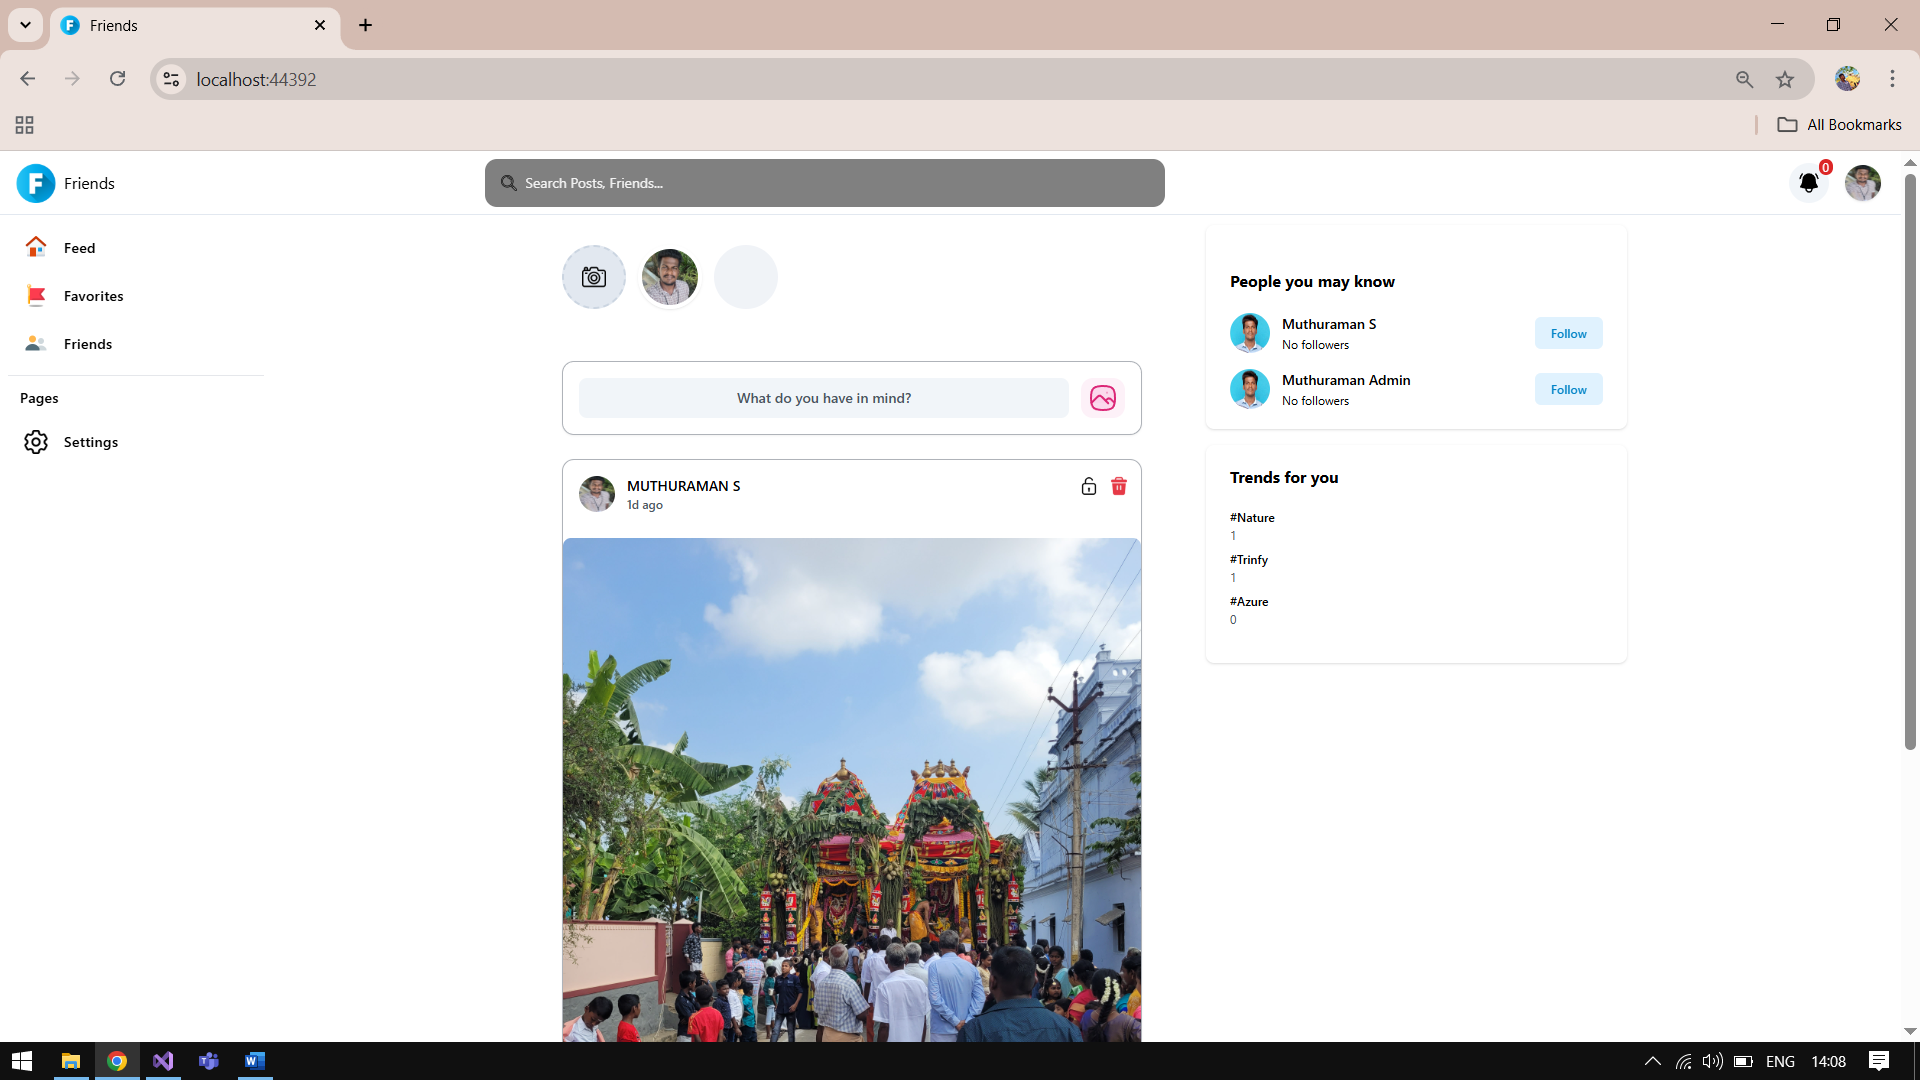 Friends
localhost:44392
All Bookmarks
F Friends
Search Posts, Friends...
0
Feed
Favorites
Friends
Pages
Settings
What do you have in mind?
MUTHURAMAN S
1d ago
People you may know
Muthuraman S
No followers
Follow
Muthuraman Admin
No followers
Follow
Trends for you
#Nature
1
#Trinfy
1
#Azure
0
ENG 14:08